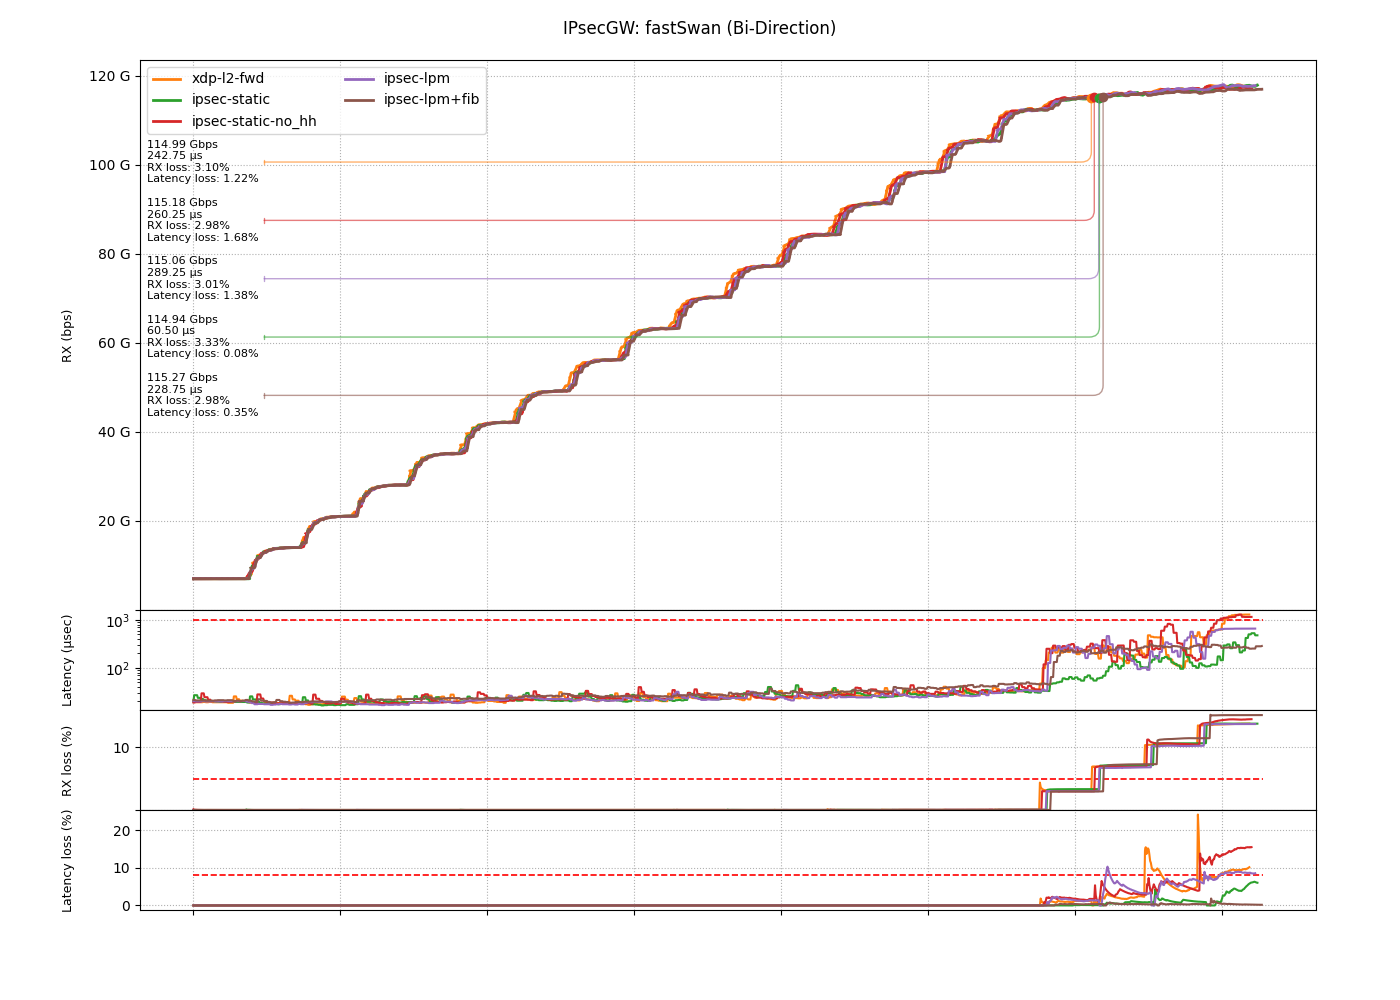 IPsecGW: fastSwan (Bi-Direction)
xdp-l2-fwd
ipsec-static
ipsec-static-no_hh
ipsec-lpm
ipsec-lpm+fib
RX (bps)
120 G
100 G
80 G
60 G
40 G
20 G
114.99 Gbps
242.75 µs
RX loss: 3.10%
Latency loss: 1.22%
115.18 Gbps
260.25 µs
RX loss: 2.98%
Latency loss: 1.68%
115.06 Gbps
289.25 µs
RX loss: 3.01%
Latency loss: 1.38%
114.94 Gbps
60.50 µs
RX loss: 3.33%
Latency loss: 0.08%
115.27 Gbps
228.75 µs
RX loss: 2.98%
Latency loss: 0.35%
Latency (µsec)
10³
10²
RX loss (%)
10
Latency loss (%)
20
10
0